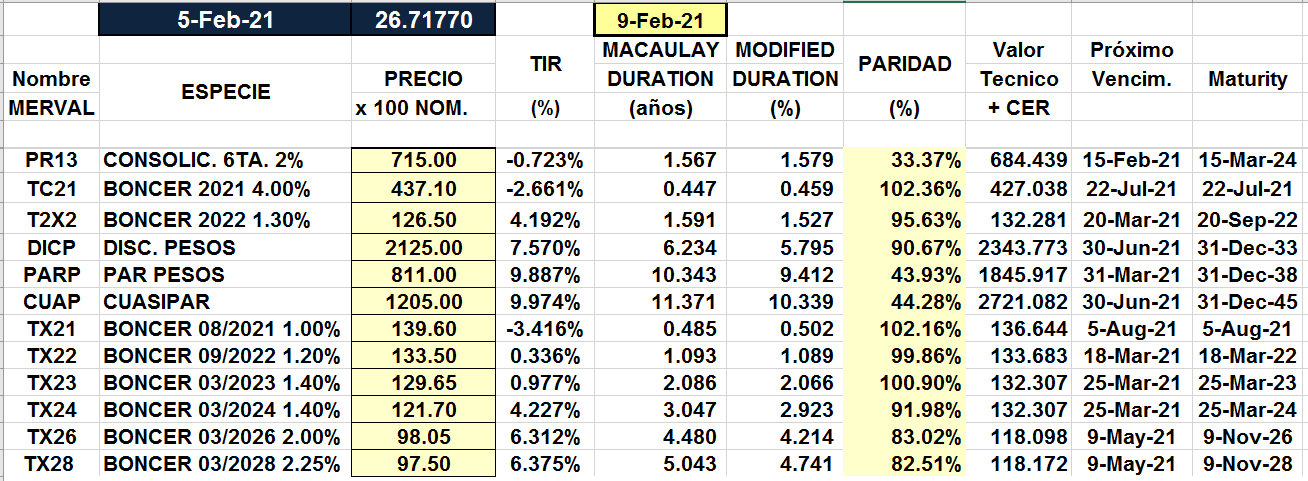 5-Feb-21 26.71770 9-Feb-21
MACAULAY MODIFIED Valor Próximo
TIR PARIDAD
Nombre PRECIO DURATION DURATION Tecnico Vencim. Maturity
ESPECIE
MERVAL x 100 NOM. (%) (años) (%) (%) + CER
PR13 CONSOLIC. 6TA. 2% 715.00 -0.723% 1.567 1.579 33.37% 684.439 15-Feb-21 15-Mar-24
TC21 BONCER 2021 4.00% 437.10 -2.661% 0.447 0.459 102.36% 427.038 22-Jul-21 22-Jul-21
T2X2 BONCER 2022 1.30% 126.50 4.192% 1.591 1.527 95.63% 132.281 20-Mar-21 20-Sep-22
DICP DISC. PESOS 2125.00 7.570% 6.234 5.795 90.67% 2343.773 30-Jun-21 31-Dec-33
PARP PAR PESOS 811.00 9.887% 10.343 9.412 43.93% 1845.917 31-Mar-21 31-Dec-38
CUAP CUASIPAR 1205.00 9.974% 11.371 10.339 44.28% 2721.082 30-Jun-21 31-Dec-45
TX21 BONCER 08/2021 1.00% 139.60 -3.416% 0.485 0.502 102.16% 136.644 5-Aug-21 5-Aug-21
TX22 BONCER 09/2022 1.20% 133.50 0.336% 1.093 1.089 99.86% 133.683 18-Mar-21 18-Mar-22
TX23 BONCER 03/2023 1.40% 129.65 0.977% 2.086 2.066 100.90% 132.307 25-Mar-21 25-Mar-23
TX24 BONCER 03/2024 1.40% 121.70 4.227% 3.047 2.923 91.98% 132.307 25-Mar-21 25-Mar-24
TX26 BONCER 03/2026 2.00% 98.05 6.312% 4.480 4.214 83.02% 118.098 9-May-21 9-Nov-26
TX28 BONCER 03/2028 2.25% 97.50 6.375% 5.043 4.741 82.51% 118.172 9-May-21 9-Nov-28